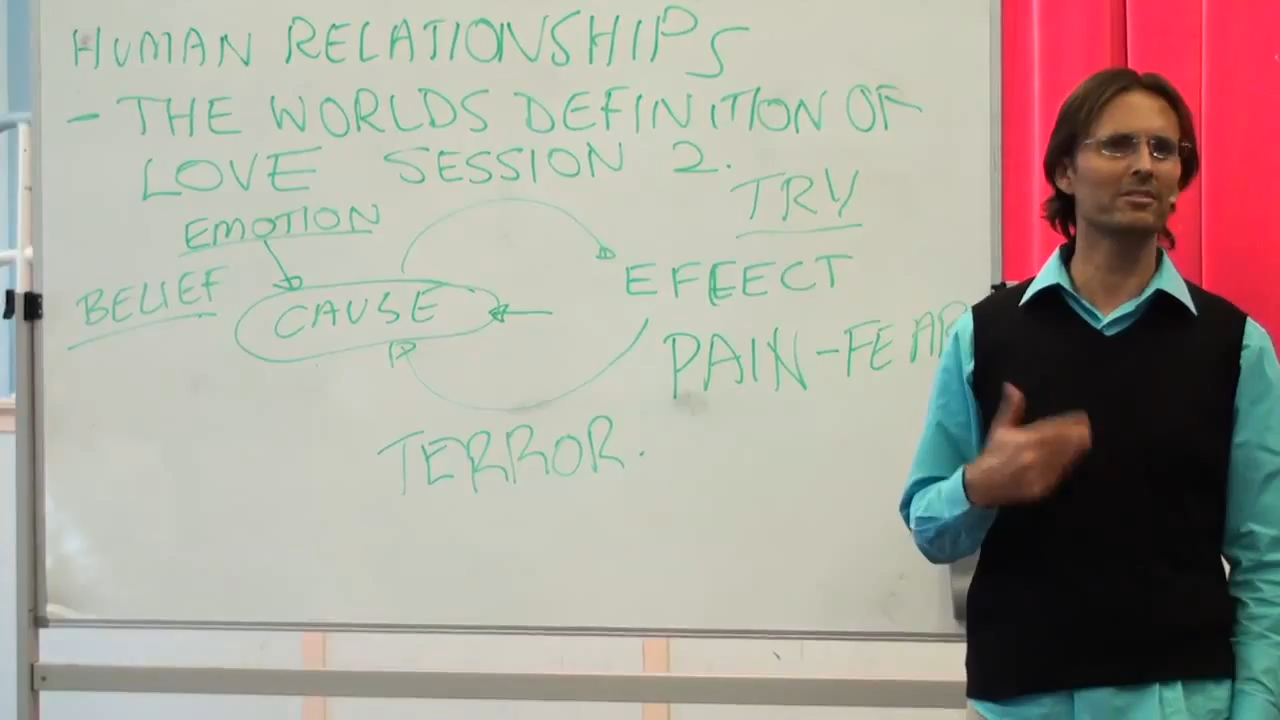 HUMAN RELATIONSHIPS
- THE WORLDS DEFINITION OF
LOVE SESSION 2.
TRY
EMOTION
BELIEF
CAUSE
EFFECT
PAIN-FEAR
TERROR.